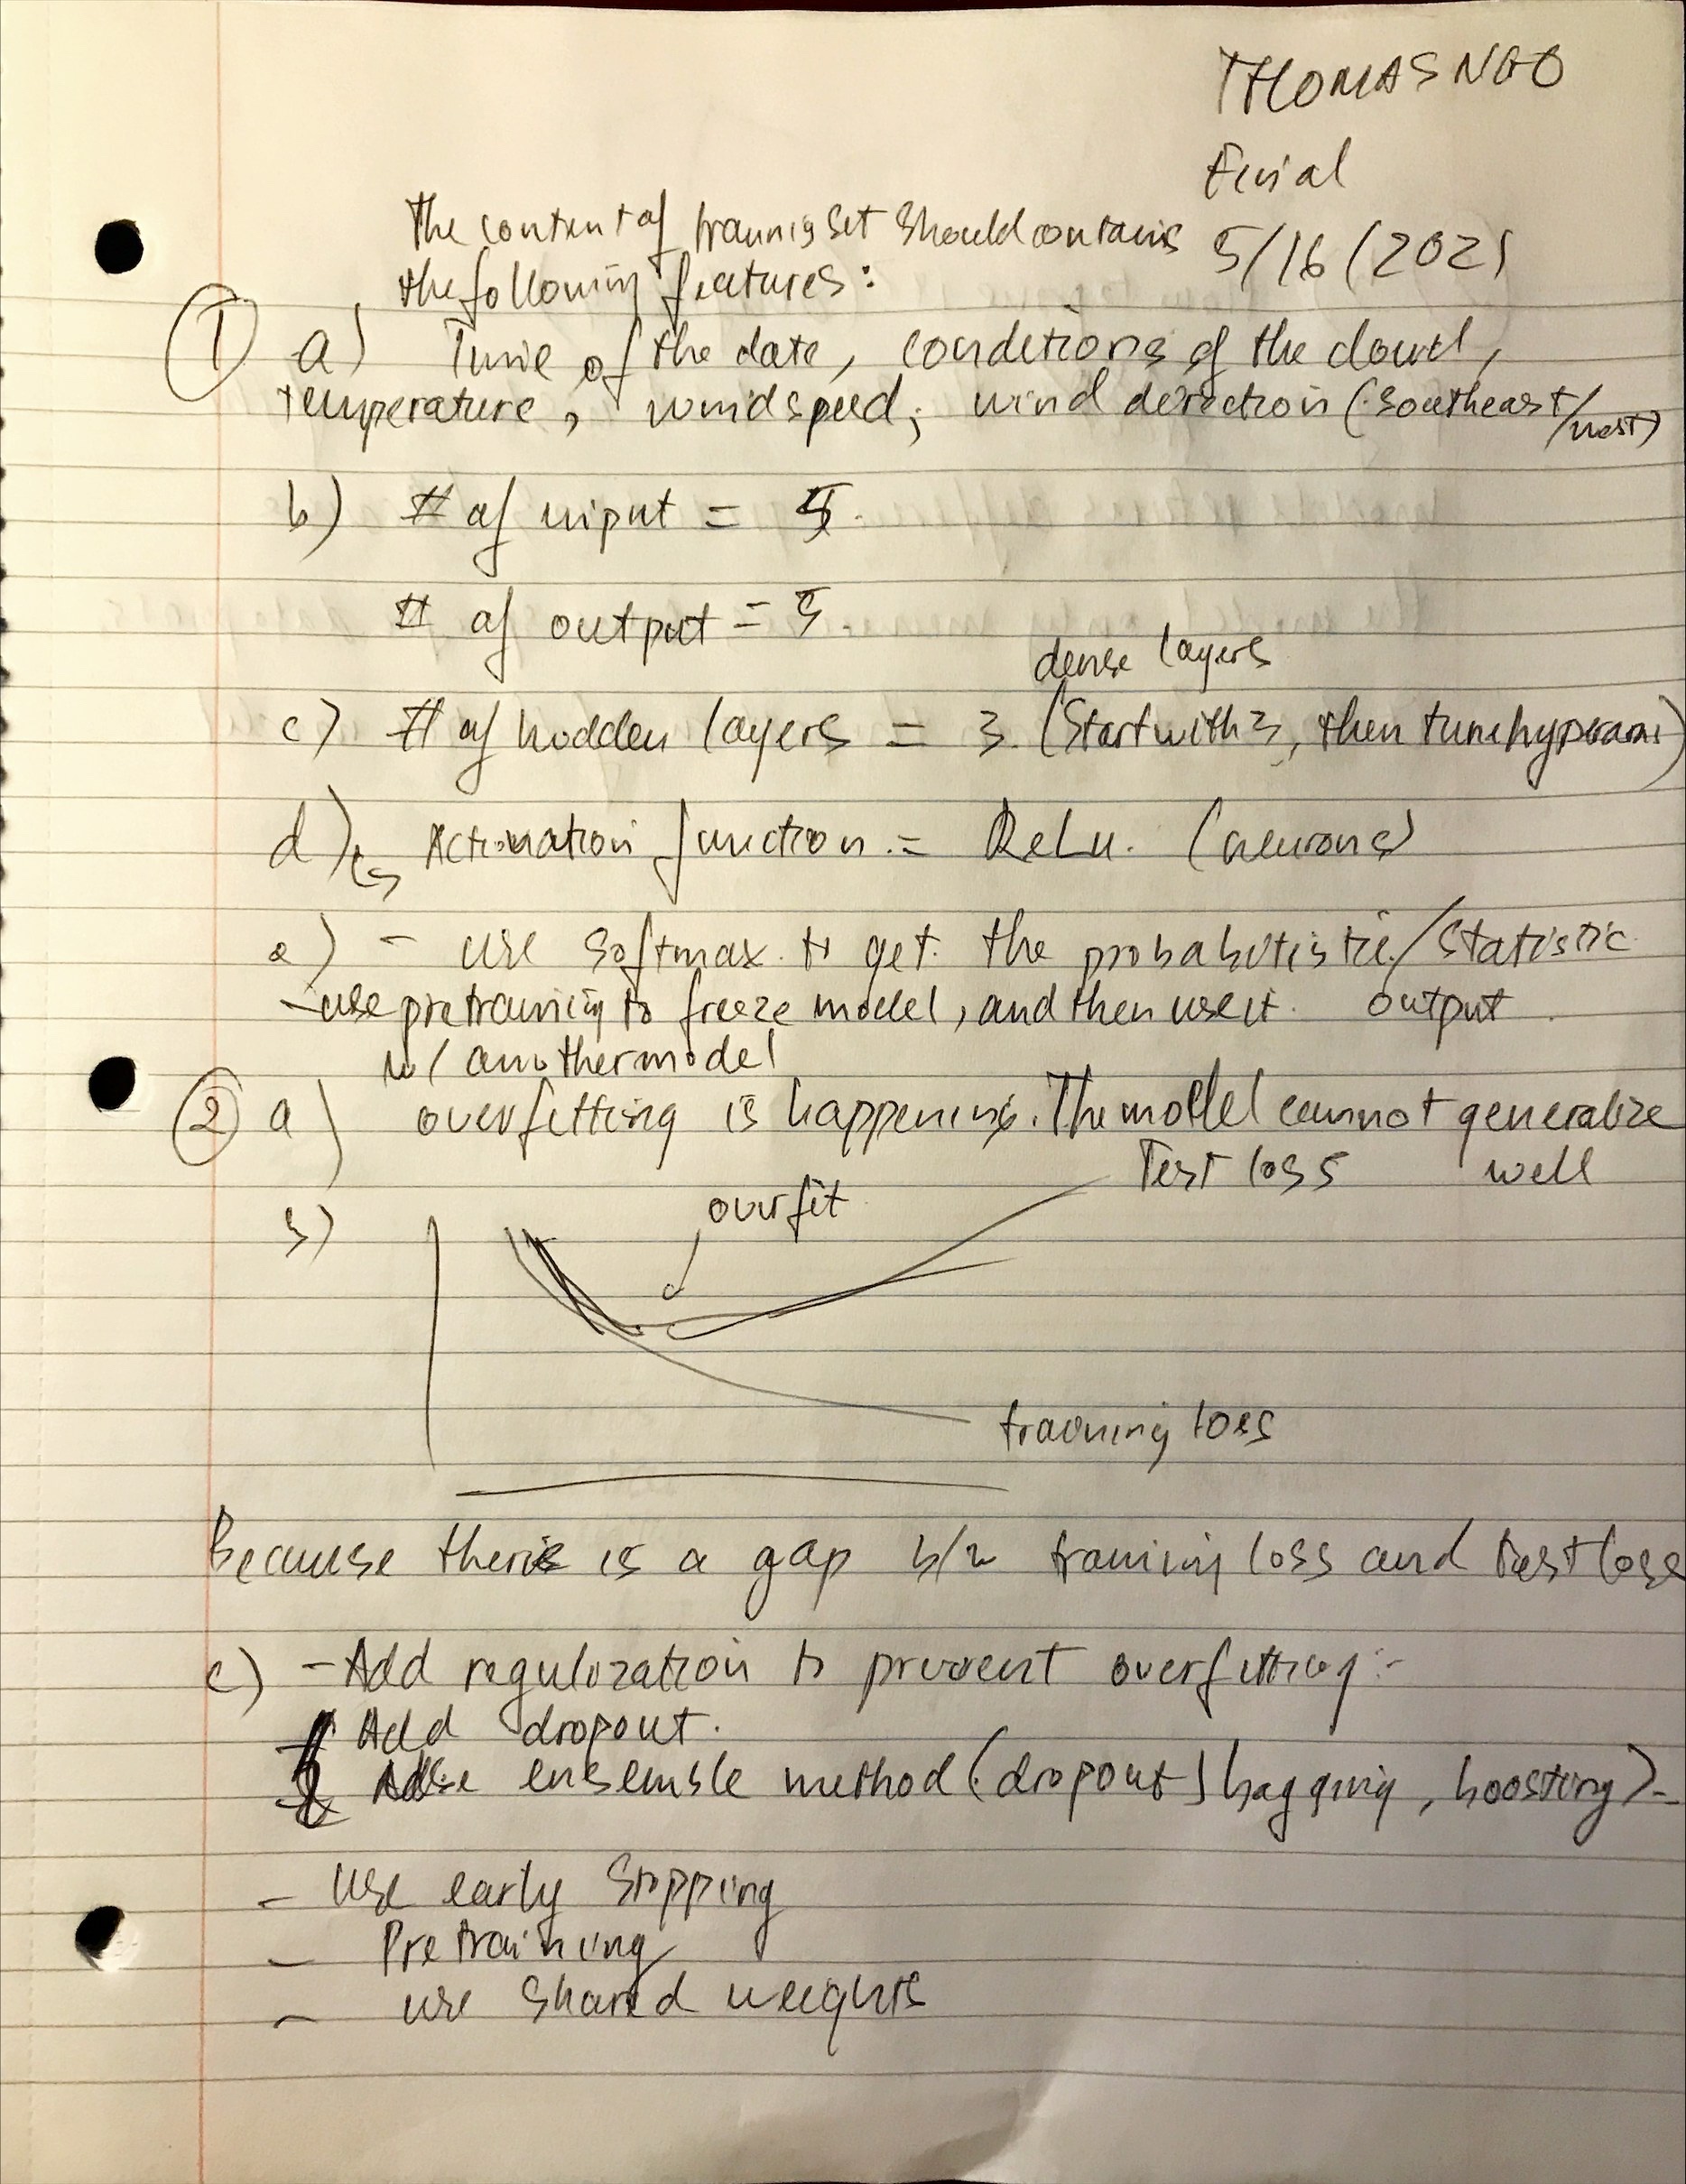 THOMAS NGO
Final
5/16/2021
The content of training set should contains
the following features:
① a) Time of the date, conditions of the cloud,
temperature, windspeed, wind direction (southeast/west)
b) # of input = 5.
# of output = 5.
dense layers
c) # of hidden layers = 3. (Start with 3, then tune hyperparams)
d) ↳ Activation function = ReLu. (neurons)
e) - use softmax to get the probabilistic/statistic
output
- use pretraining to freeze model, and then use it
w/ another model
② a) overfitting is happening. The model cannot generalize
well
Test loss
overfit
b)
training loss
Because there is a gap b/w training loss and test loss
c) - Add regulization to prevent overfitting:
- Add dropout.
- Use ensemble method (dropout, bagging, boosting)
- Use early stopping
- Pretraining
- use shared weights